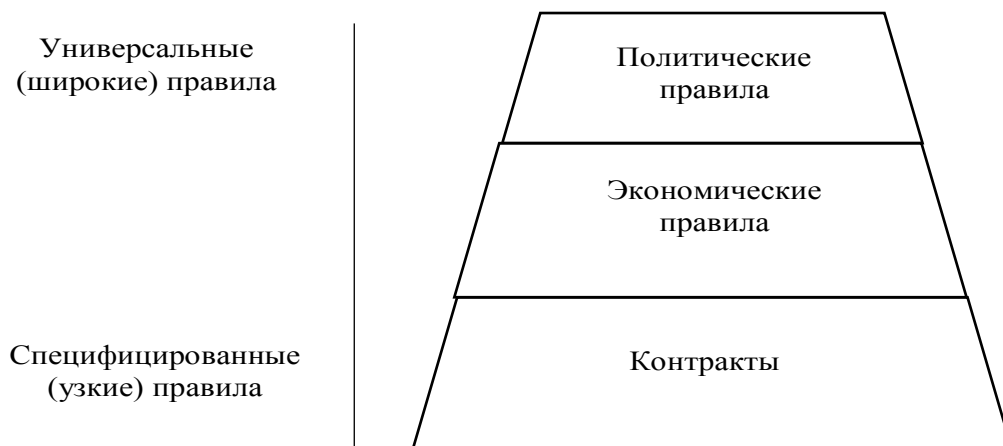 Универсальные
(широкие) правила
Политические
правила
Экономические
правила
Специфицированные
(узкие) правила
Контракты